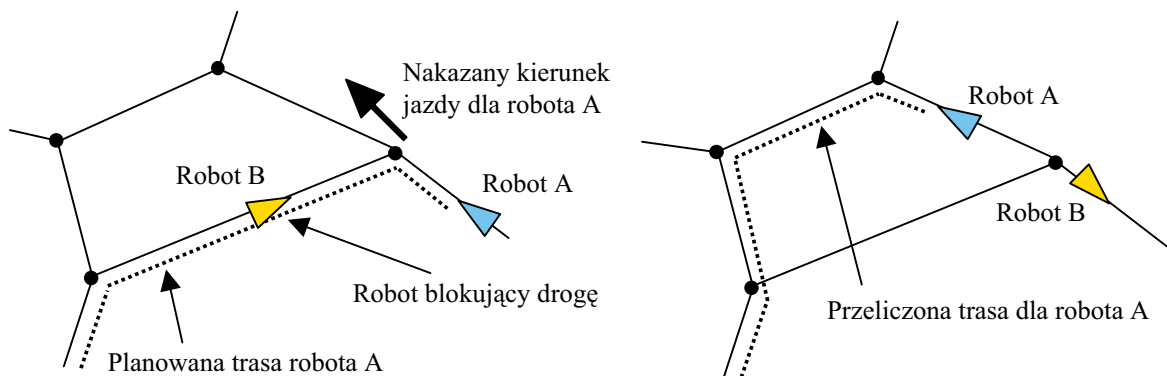 Nakazany kierunek
jazdy dla robota A
Robot B
Robot A
Robot blokujący drogę
Planowana trasa robota A
Robot A
Robot B
Przeliczona trasa dla robota A